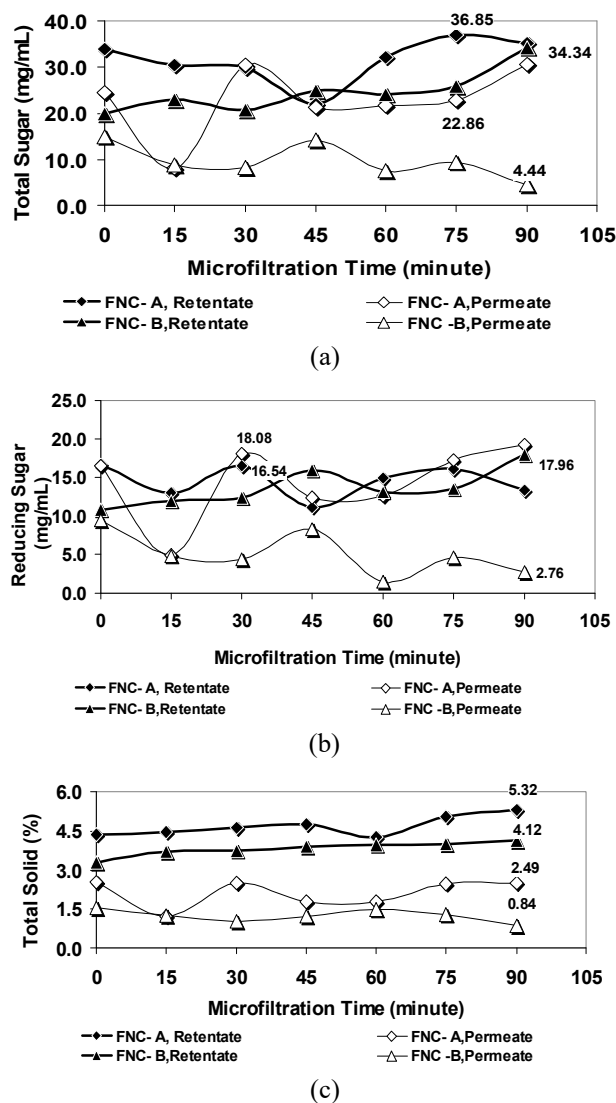 Total Sugar (mg/mL)
40.0
30.0
20.0
10.0
0.0
36.85
34.34
22.86
4.44
0 15 30 45 60 75 90 105
Microfiltration Time (minute)
FNC- A, Retentate FNC- A,Permeate
FNC- B,Retentate FNC -B,Permeate
(a)
Reducing Sugar
(mg/mL)
25.0
20.0
15.0
10.0
5.0
0.0
18.08
16.54
17.96
2.76
0 15 30 45 60 75 90 105
Microfiltration Time (minute)
FNC- A, Retentate FNC- A,Permeate
FNC- B,Retentate FNC -B,Permeate
(b)
Total Solid (%)
6.0
4.5
3.0
1.5
0.0
5.32
4.12
2.49
0.84
0 15 30 45 60 75 90 105
Microfiltration Time (minute)
FNC- A, Retentate FNC- A,Permeate
FNC- B,Retentate FNC -B,Permeate
(c)